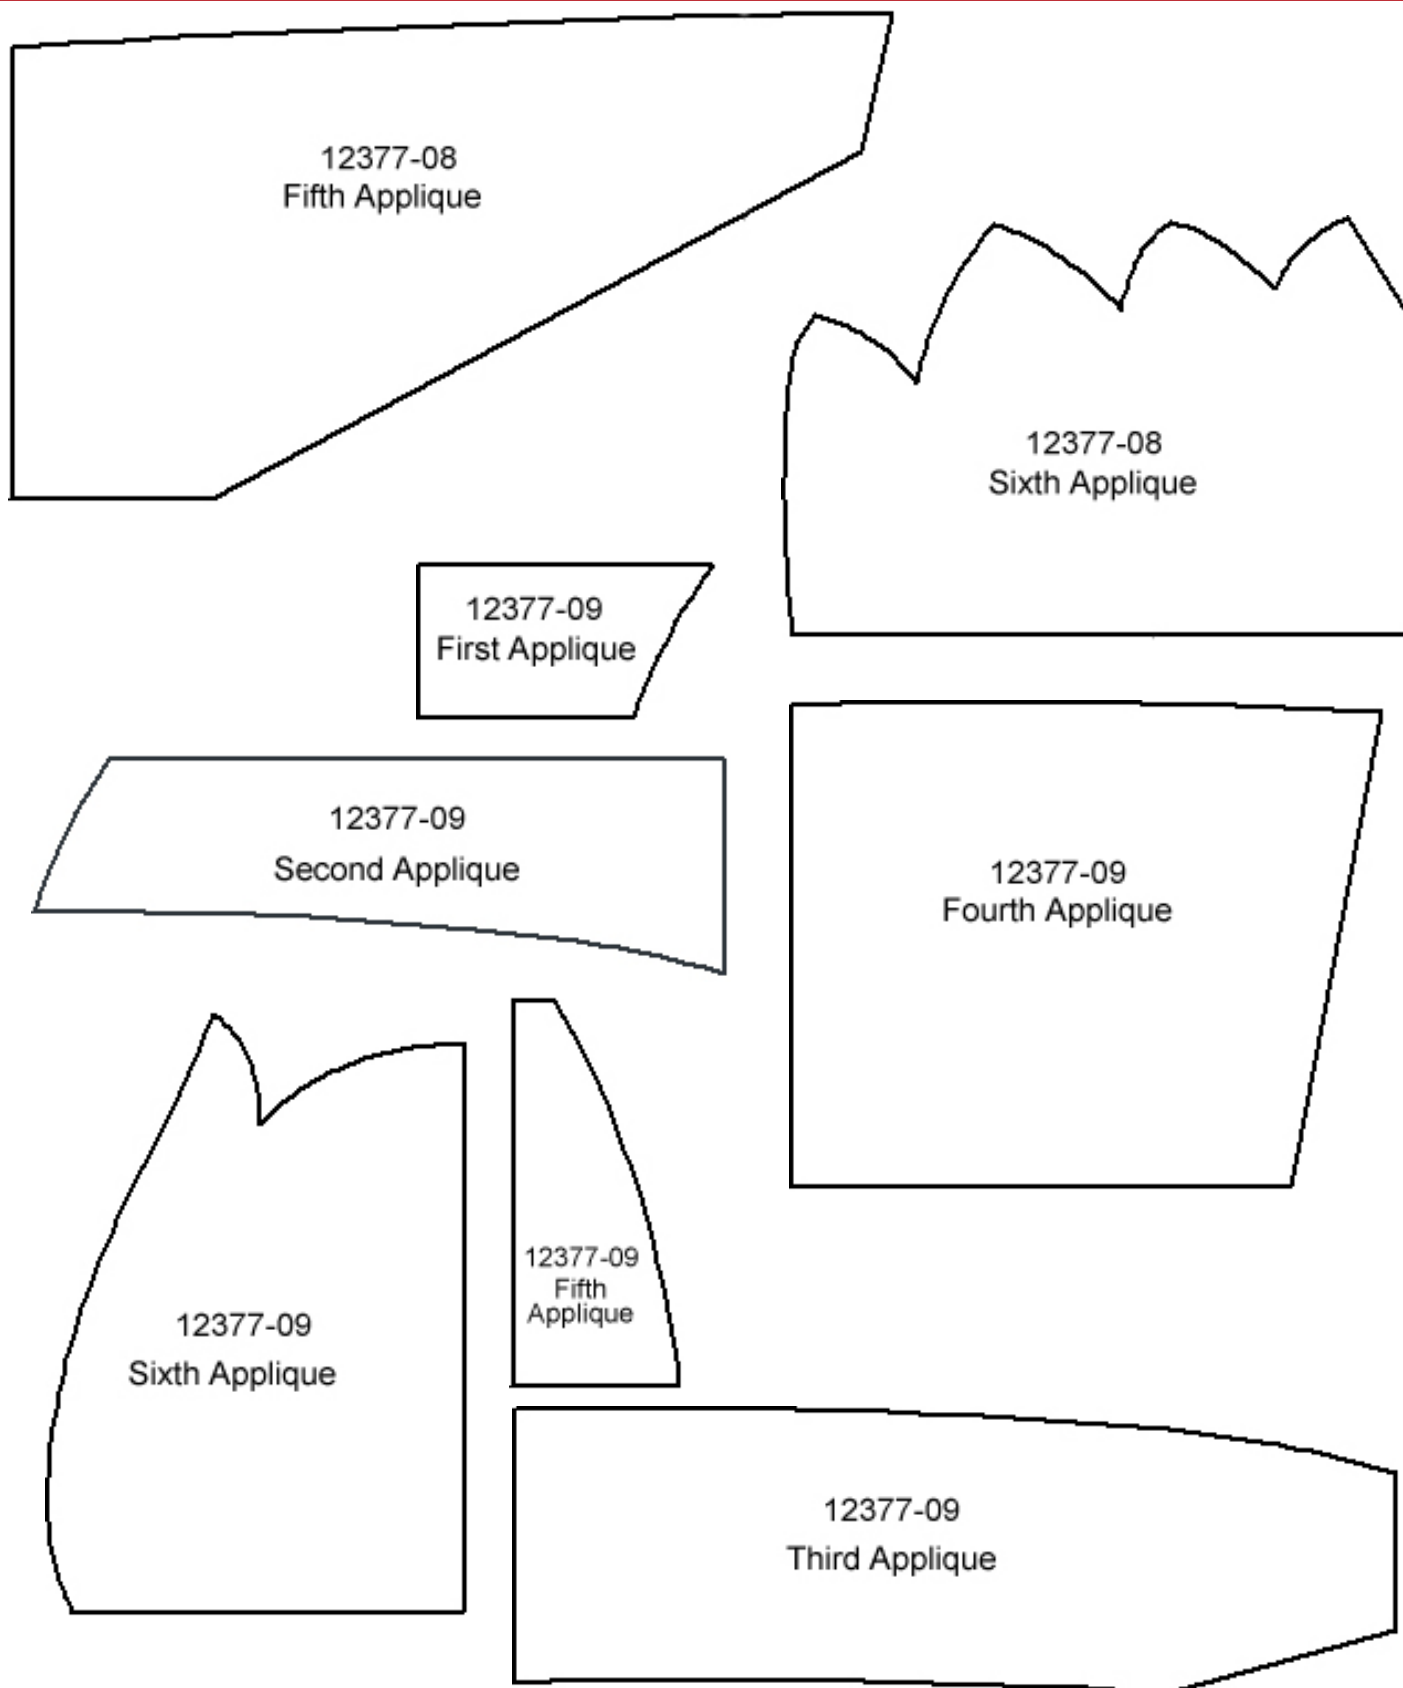 12377-08
Fifth Applique
12377-08
Sixth Applique
12377-09
First Applique
12377-09
Second Applique
12377-09
Fourth Applique
12377-09
Fifth
Applique
12377-09
Sixth Applique
12377-09
Third Applique